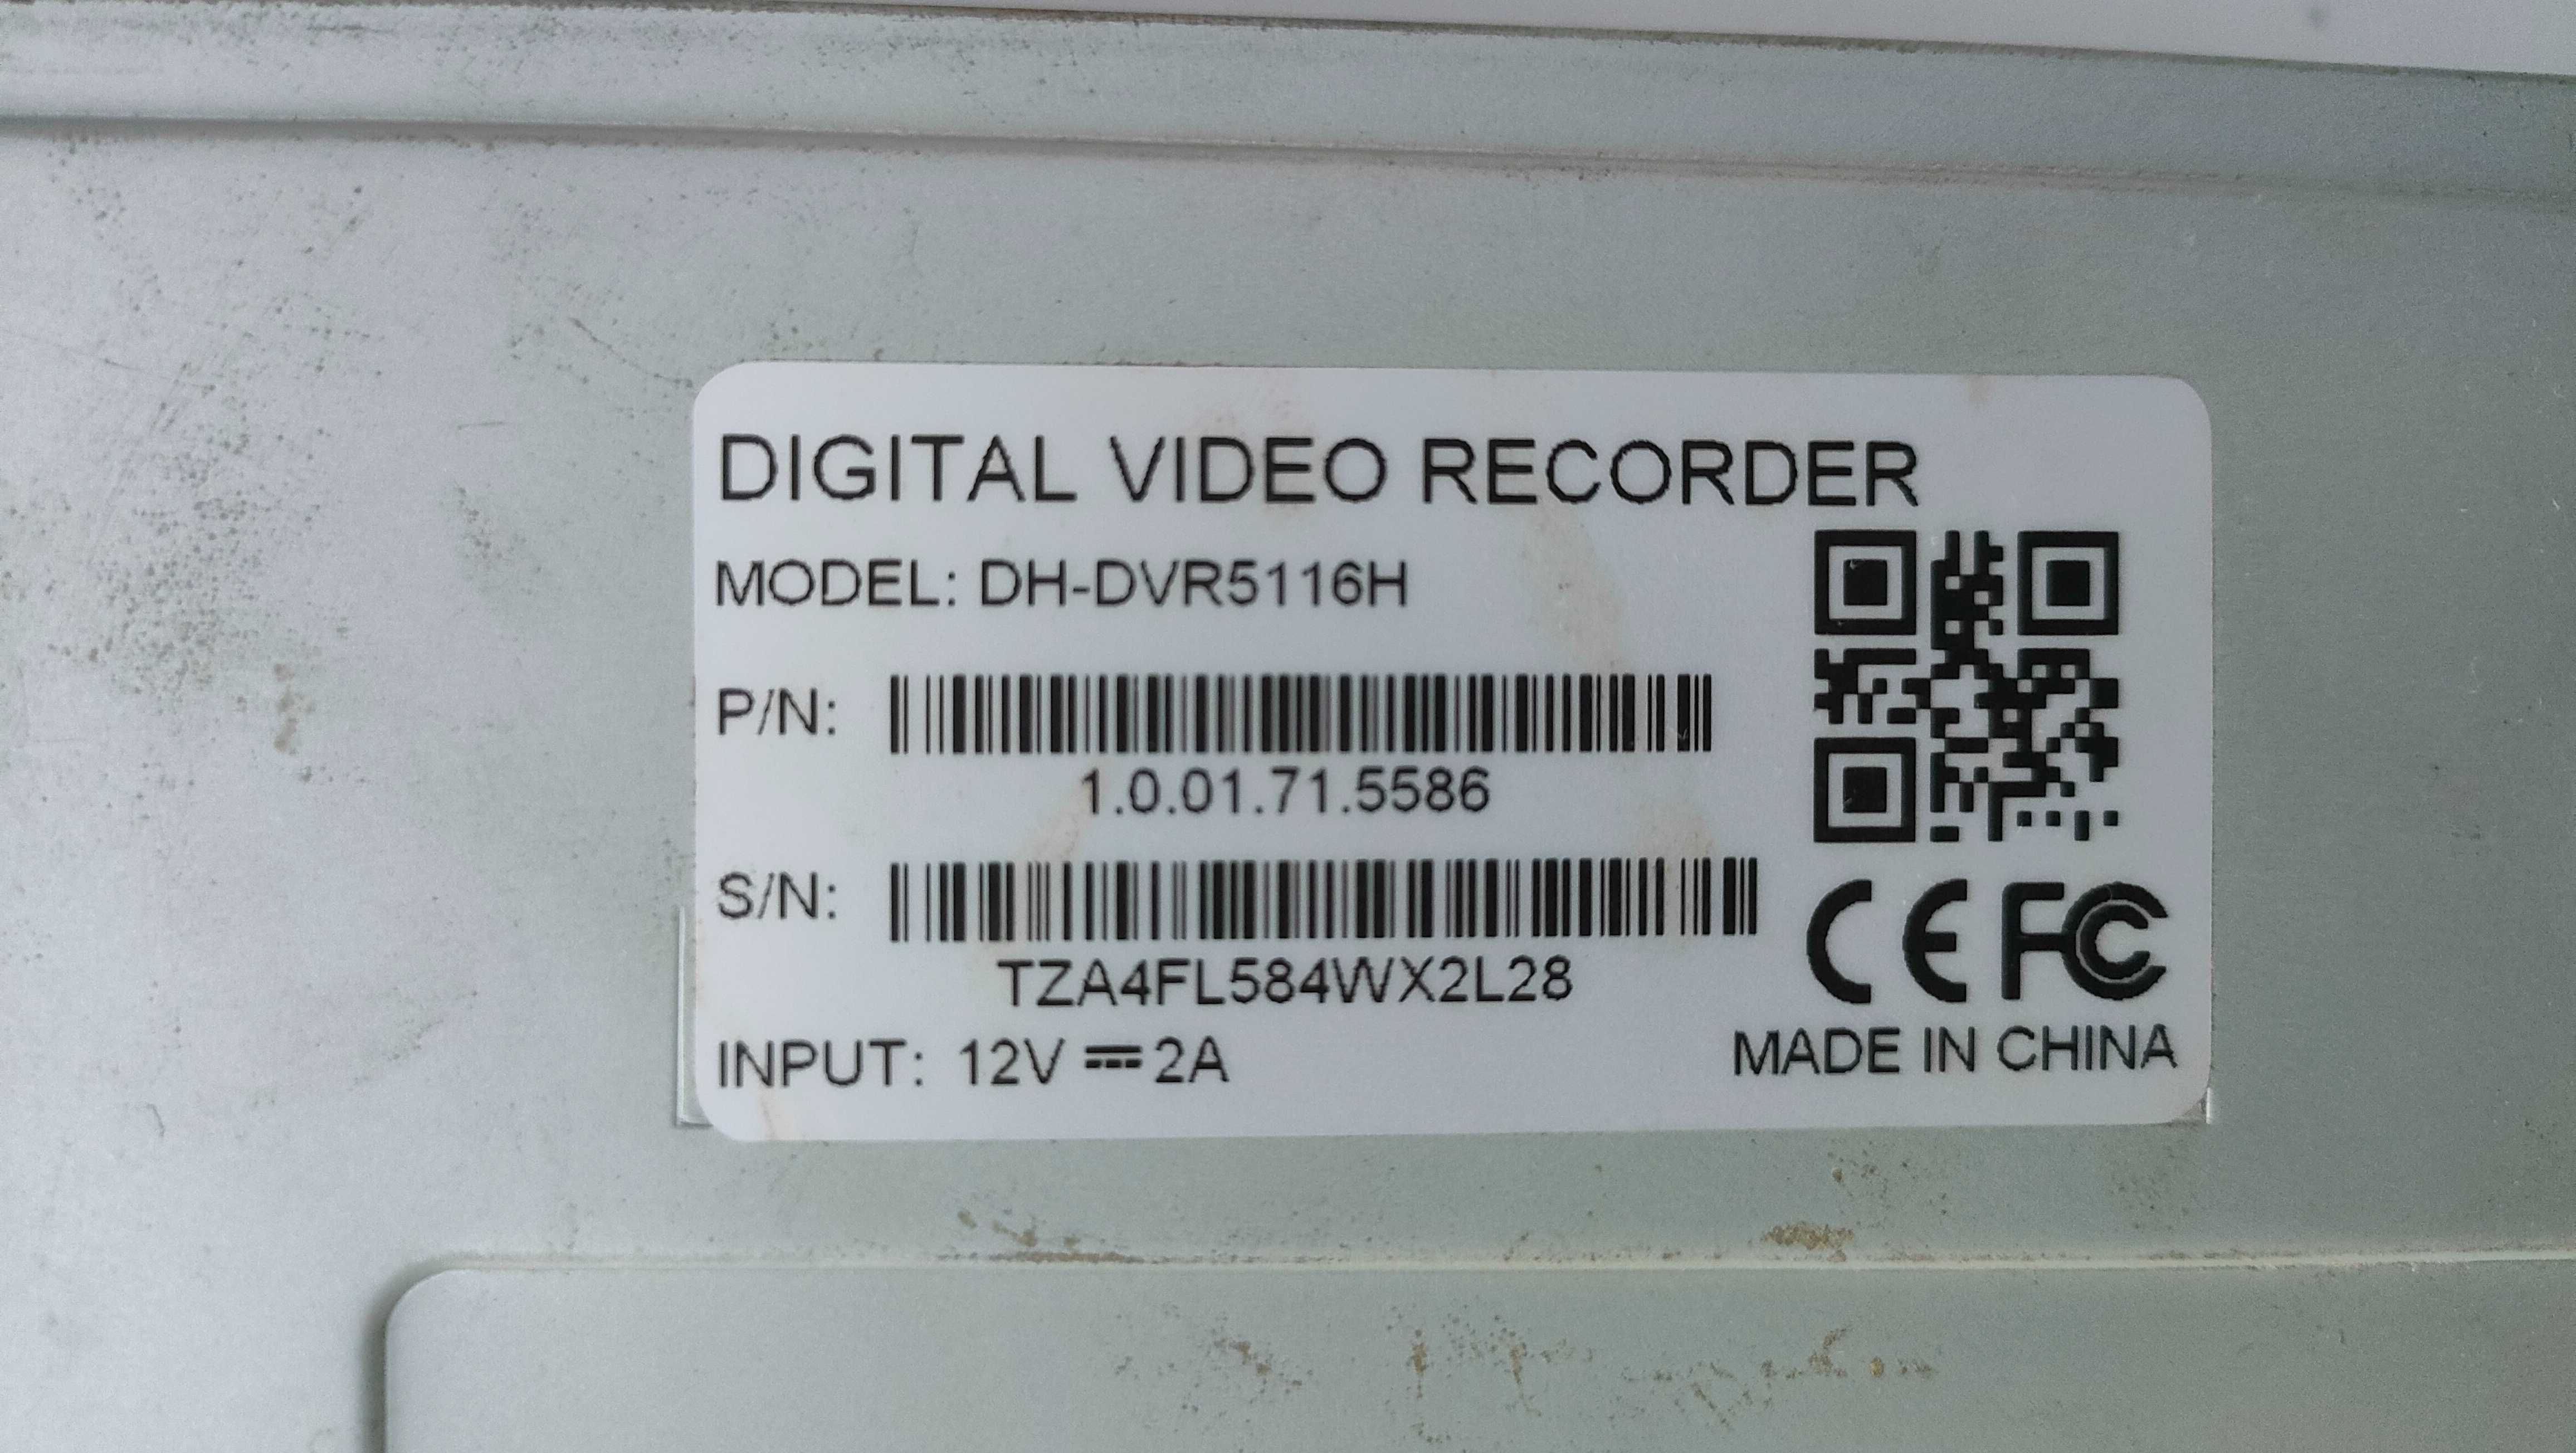 DIGITAL VIDEO RECORDER
MODEL: DH-DVR5116H
P/N:
1.0.01.71.5586
S/N:
TZA4FL584WX2L28
CE FC
INPUT: 12V ⎓ 2A
MADE IN CHINA